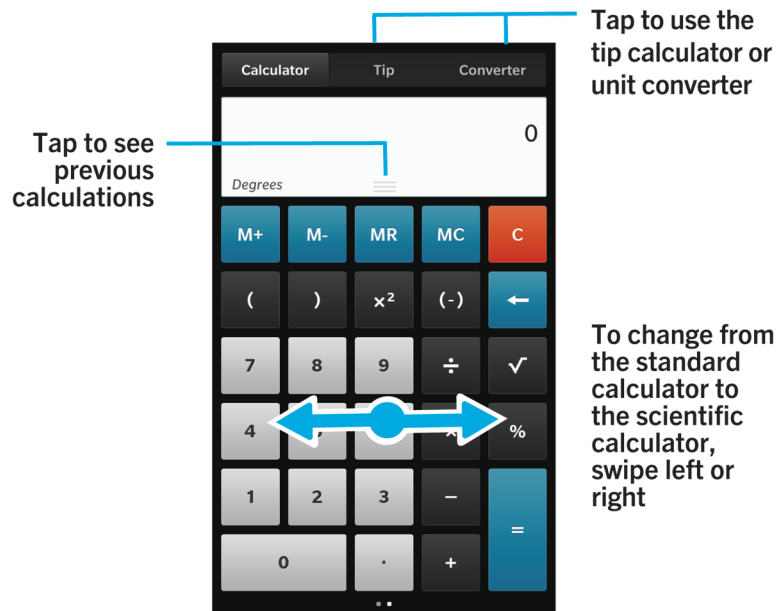 Tap to use the
tip calculator or
unit converter
Calculator Tip Converter
0
Tap to see
previous
calculations
Degrees
M+ M- MR MC C
( ) x² (-) ←
7 8 9 ÷ √
To change from
the standard
calculator to
the scientific
calculator,
swipe left or
right
4 %
1 2 3 −
=
0 . +